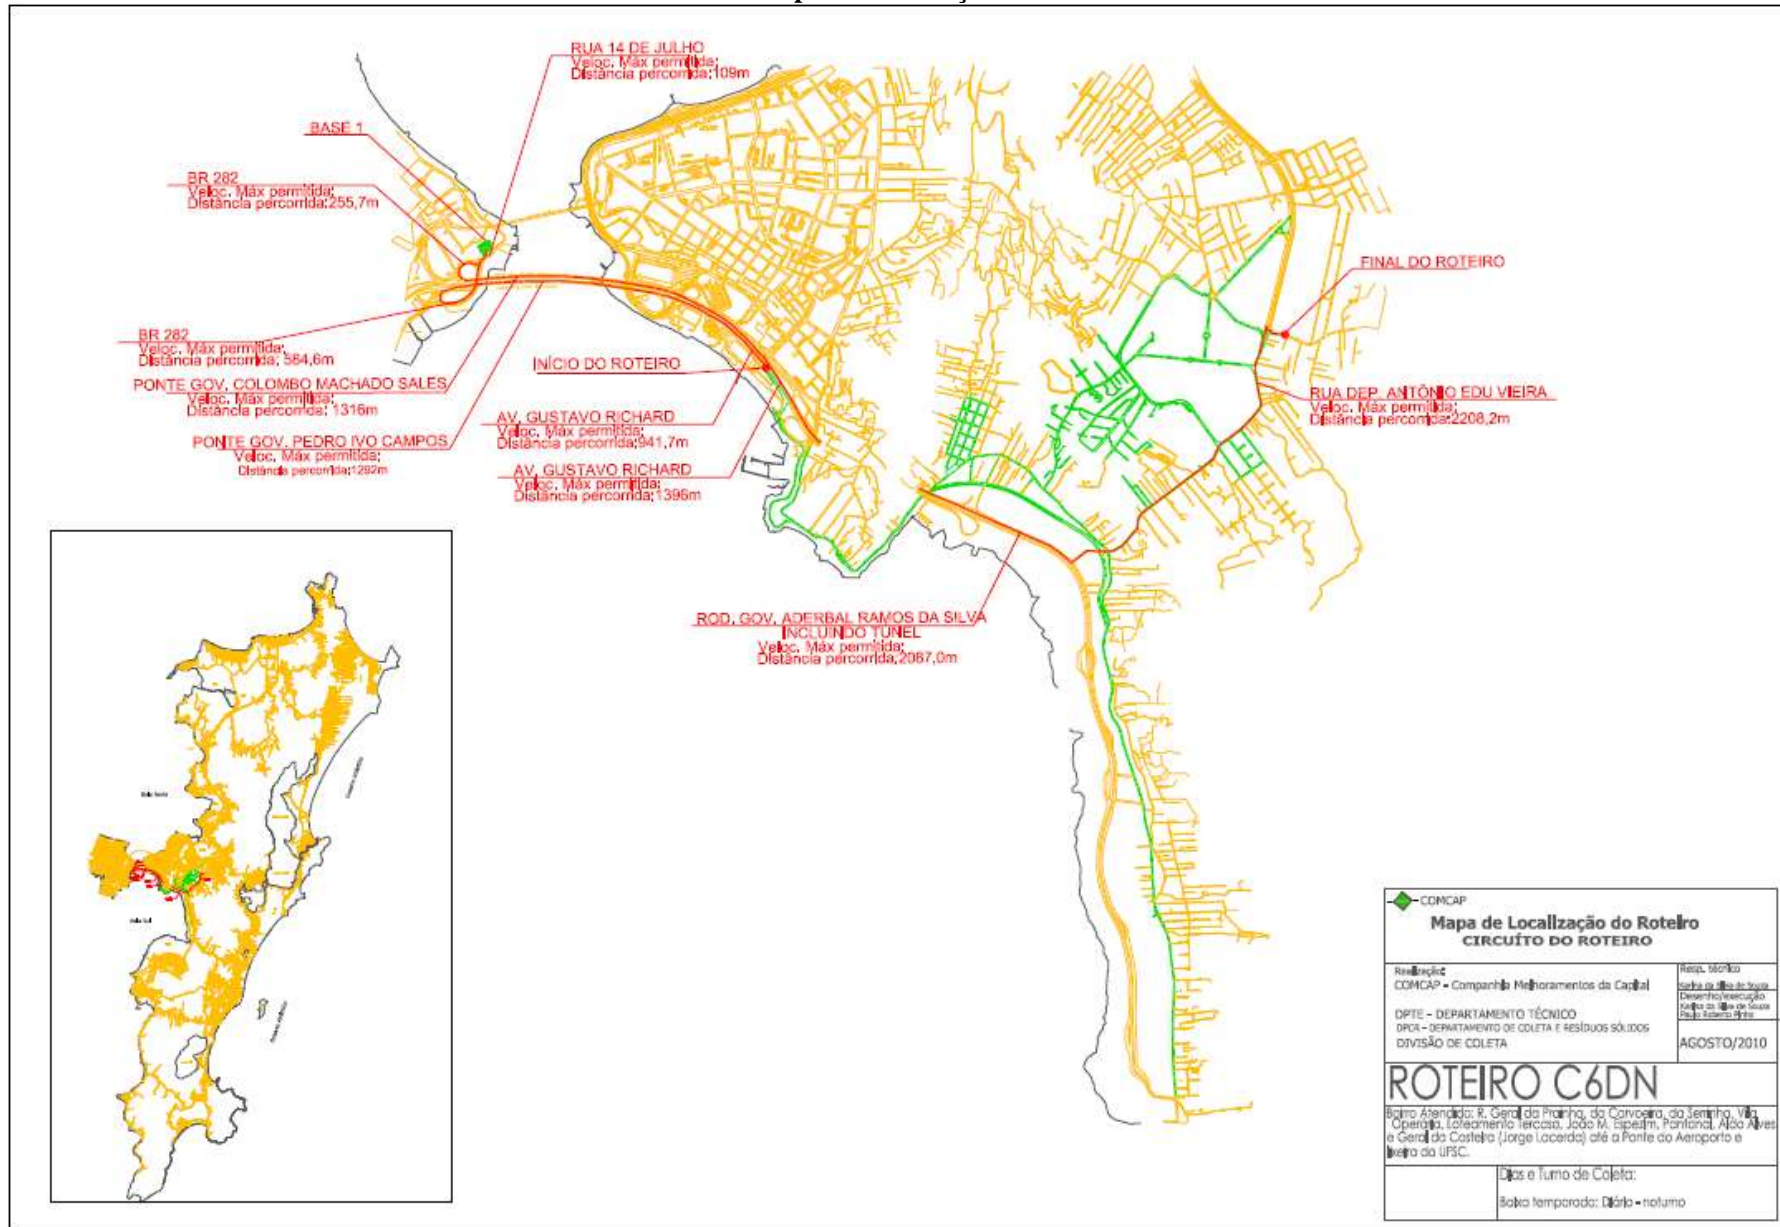 RUA 14 DE JULHO
Veloc. Máx permitida:
Distância percorrida:109m
BASE 1
BR 282
Veloc. Máx permitida:
Distância percorrida:255,7m
FINAL DO ROTEIRO
BR 282
Veloc. Máx permitida:
Distância percorrida: 584,6m
INÍCIO DO ROTEIRO
PONTE GOV. COLOMBO MACHADO SALES
Veloc. Máx permitida:
Distância percorrida: 1316m
RUA DEP. ANTÔNIO EDU VIEIRA
Veloc. Máx permitida:
Distância percorrida:2208,2m
AV. GUSTAVO RICHARD
Veloc. Máx permitida:
Distância percorrida:941,7m
PONTE GOV. PEDRO IVO CAMPOS
Veloc. Máx permitida:
Distância percorrida:1292m
AV. GUSTAVO RICHARD
Veloc. Máx permitida:
Distância percorrida:1396m
ROD. GOV. ADERBAL RAMOS DA SILVA
INCLUINDO TUNEL
Veloc. Máx permitida:
Distância percorrida:2087,0m
COMCAP
Mapa de Localização do Roteiro
CIRCUÍTO DO ROTEIRO
Realização:
COMCAP - Companhia Melhoramentos da Capital
DPTE - DEPARTAMENTO TÉCNICO
DPCR - DEPARTAMENTO DE COLETA E RESÍDUOS SÓLIDOS
DIVISÃO DE COLETA
Resp. técnico
Desenho/execução
Paulo Roberto Pinho
AGOSTO/2010
ROTEIRO C6DN
Bairro Atendido: R. Geral da Prainha, da Carvoeira, da Serrinha, Vila
Operária, Loteamento João M. Pantanal, Aldo Alves
e Geral da Costeira (Jorge Lacerda) até a Ponte do Aeroporto e
lixeira da UFSC.
Dias e Turno de Coleta:
Baixa temporada: Diária - noturno